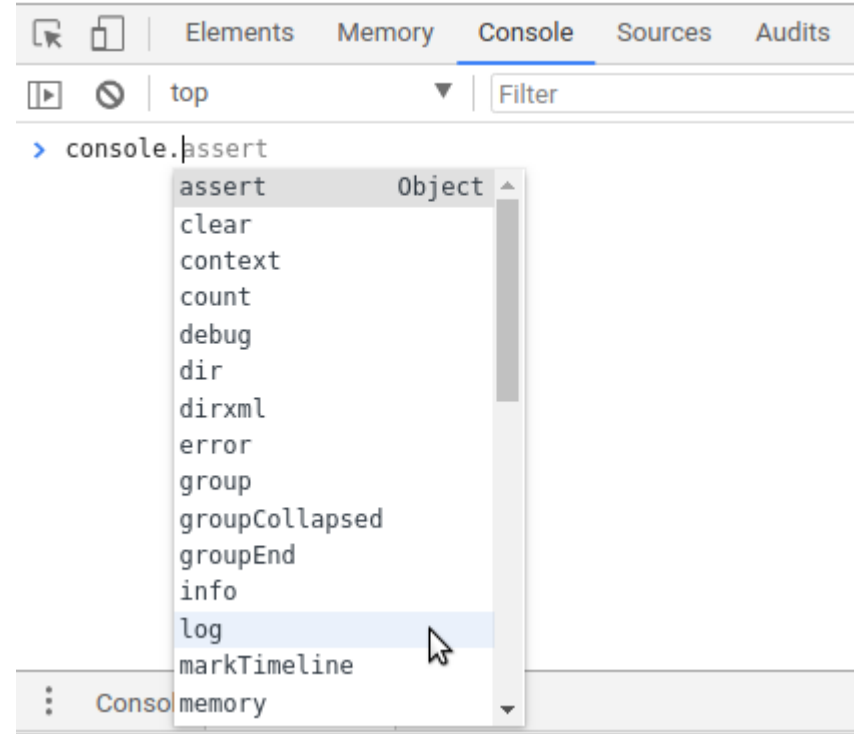 Elements Memory Console Sources Audits
top Filter
console.assert
assert Object
clear
context
count
debug
dir
dirxml
error
group
groupCollapsed
groupEnd
info
log
markTimeline
memory
Conso